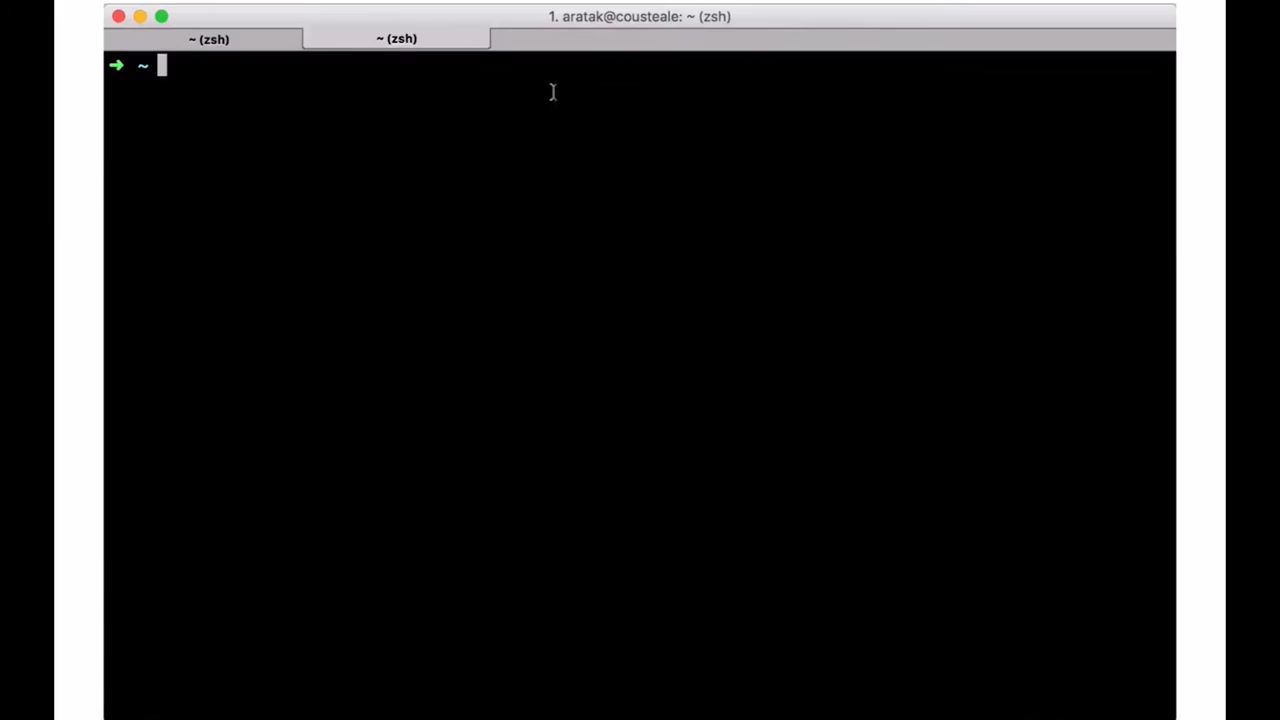 1. aratak@cousteale: ~ (zsh)
~ (zsh) ~ (zsh)
➜ ~